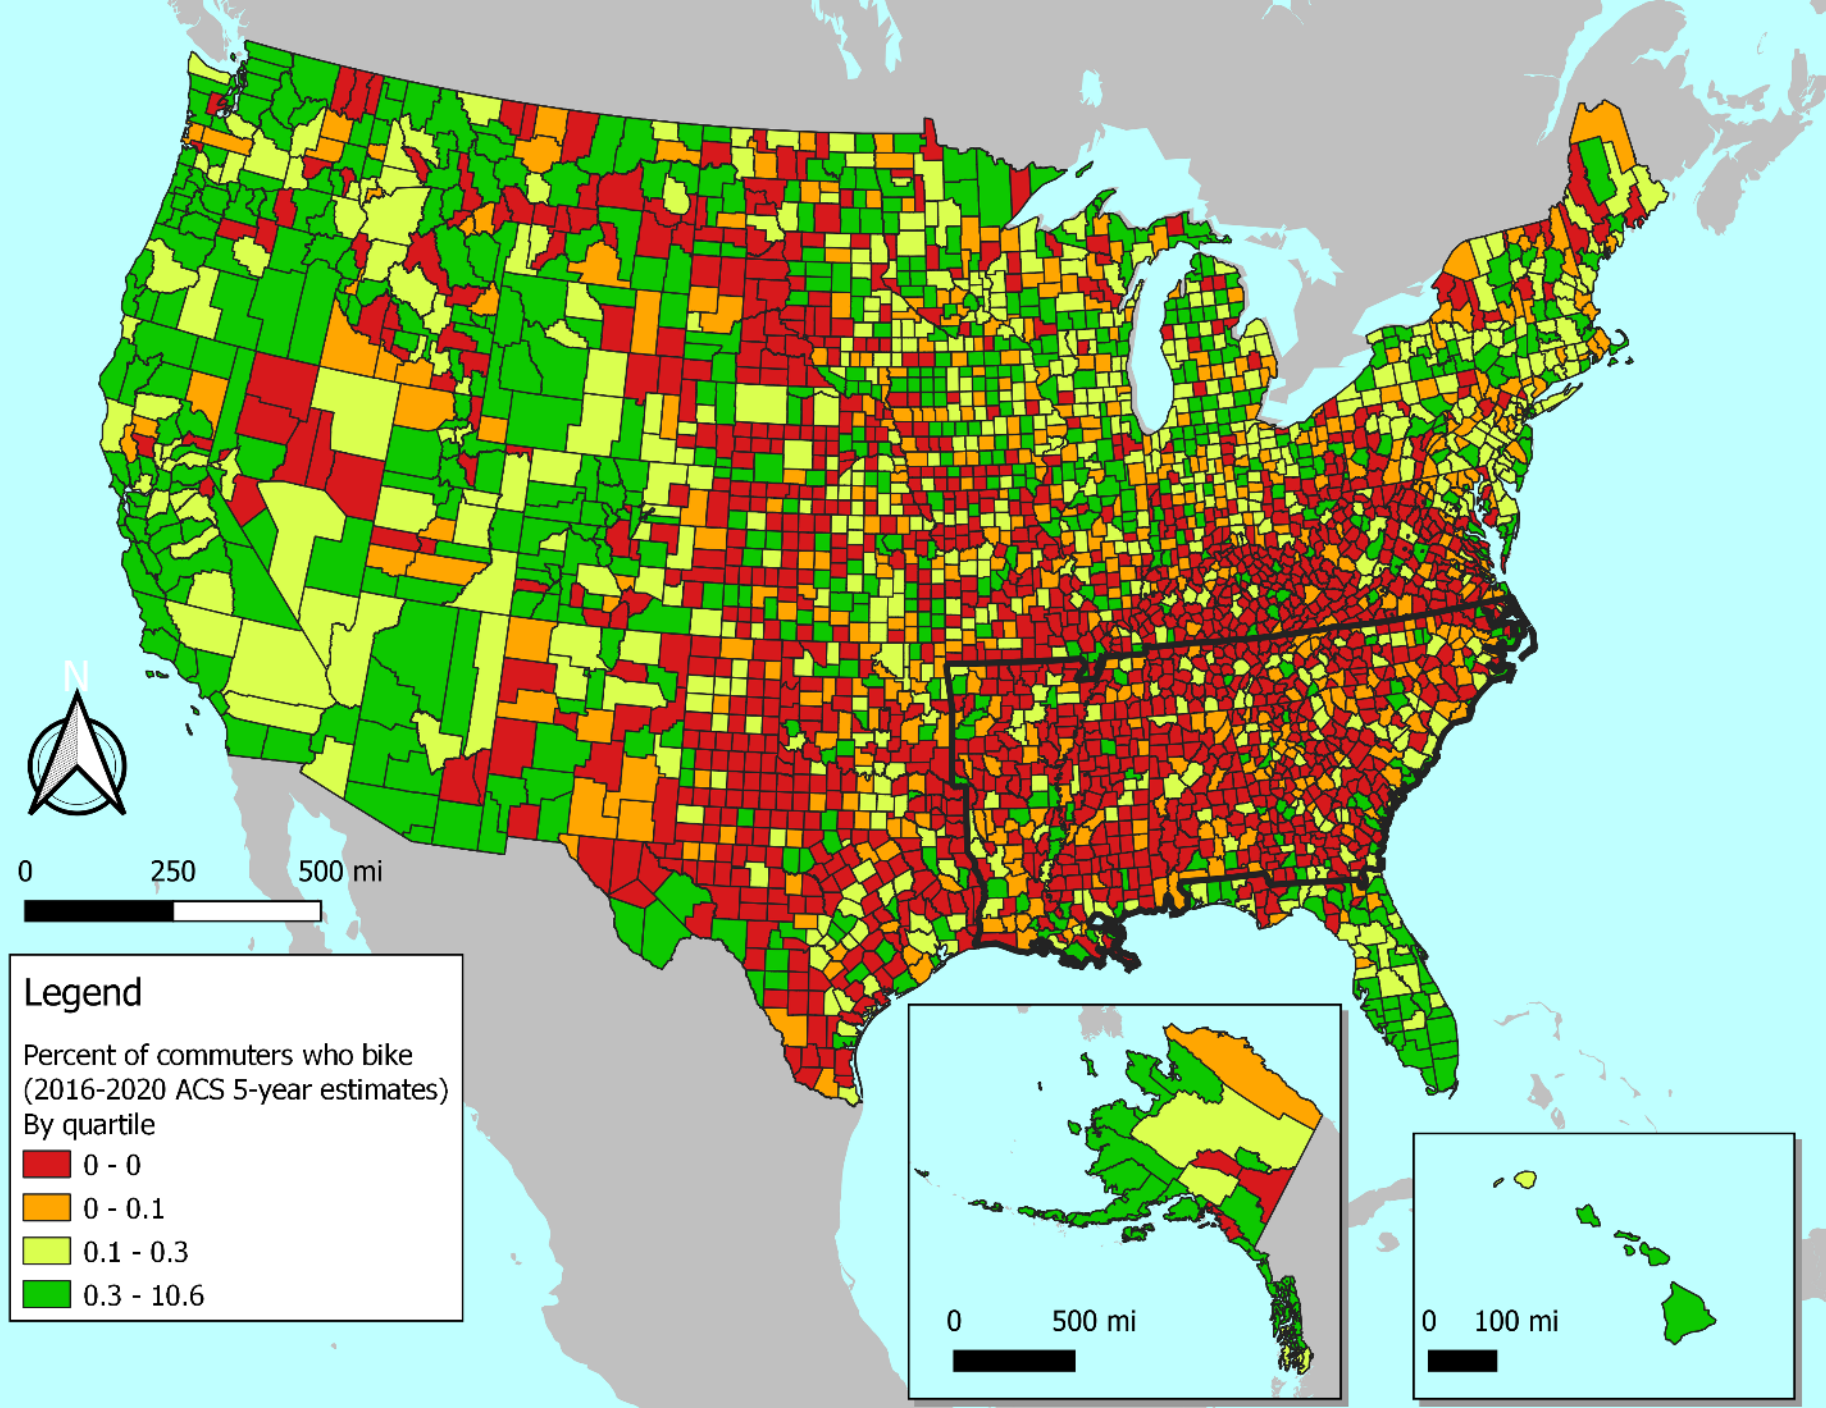 N
0 250 500 mi
Legend
Percent of commuters who bike
(2016-2020 ACS 5-year estimates)
By quartile
0 - 0
0 - 0.1
0.1 - 0.3
0.3 - 10.6
0 500 mi
0 100 mi